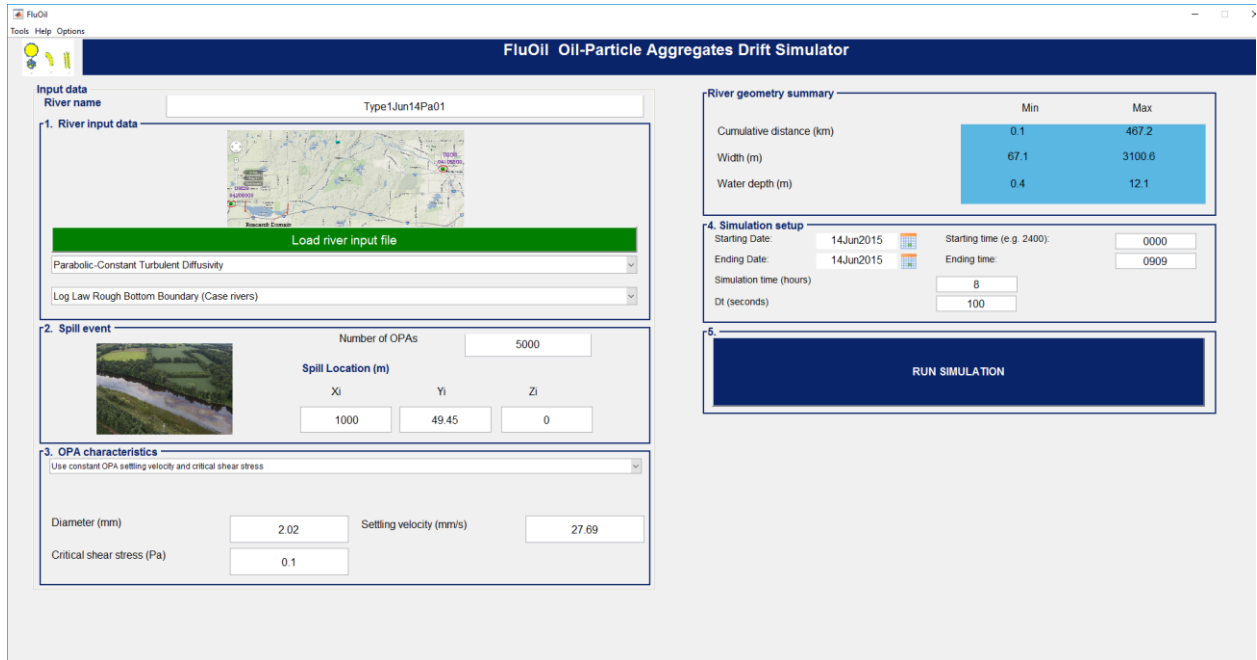 FluOil
Tools Help Options
FluOil Oil-Particle Aggregates Drift Simulator
Input data
River name
Type1Jun14Pa01
1. River input data
Research Domain
Load river input file
Parabolic-Constant Turbulent Diffusivity
Log Law Rough Bottom Boundary (Case rivers)
2. Spill event
Number of OPAs 5000
Spill Location (m)
Xi Yi Zi
1000 49.45 0
3. OPA characteristics
Use constant OPA settling velocity and critical shear stress
Diameter (mm) 2.02 Settling velocity (mm/s) 27.69
Critical shear stress (Pa) 0.1
River geometry summary
Min Max
Cumulative distance (km) 0.1 467.2
Width (m) 67.1 3100.6
Water depth (m) 0.4 12.1
4. Simulation setup
Starting Date: 14Jun2015 Starting time (e.g. 2400): 0000
Ending Date: 14Jun2015 Ending time: 0909
Simulation time (hours) 8
Dt (seconds) 100
5.
RUN SIMULATION